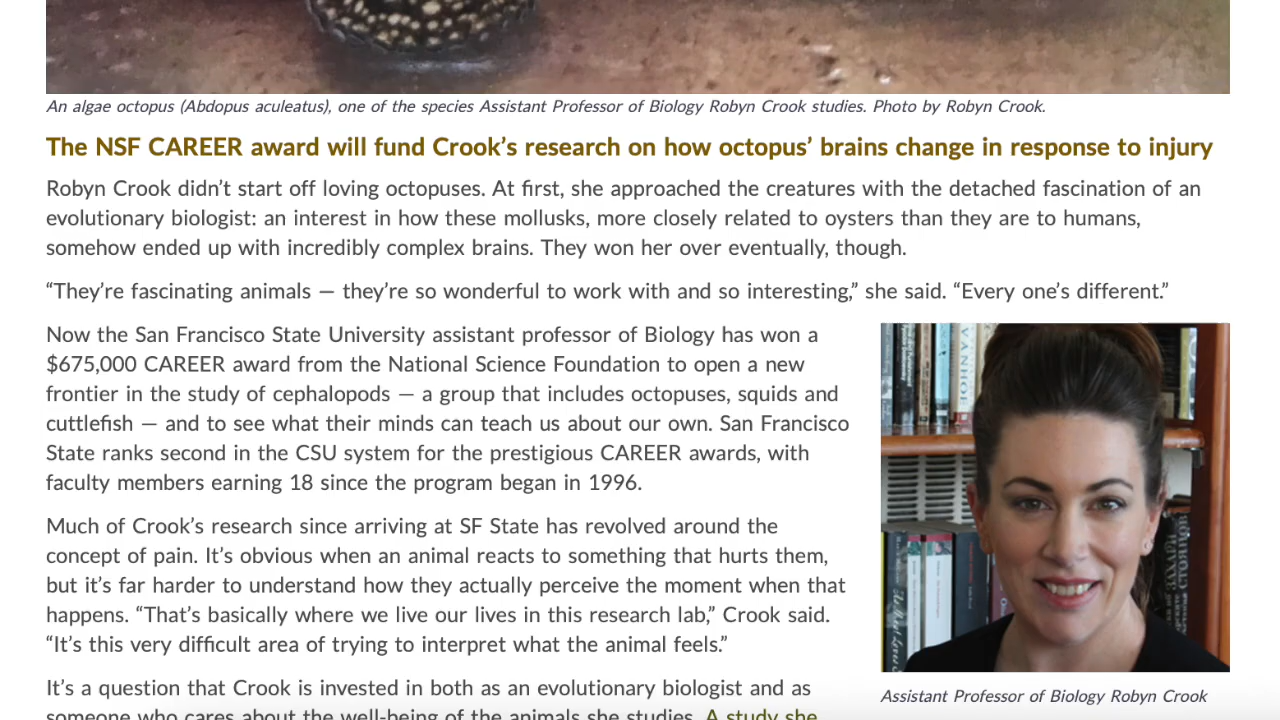 An algae octopus (Abdopus aculeatus), one of the species Assistant Professor of Biology Robyn Crook studies. Photo by Robyn Crook.
The NSF CAREER award will fund Crook’s research on how octopus’ brains change in response to injury
Robyn Crook didn’t start off loving octopuses. At first, she approached the creatures with the detached fascination of an
evolutionary biologist: an interest in how these mollusks, more closely related to oysters than they are to humans,
somehow ended up with incredibly complex brains. They won her over eventually, though.
“They’re fascinating animals — they’re so wonderful to work with and so interesting,” she said. “Every one’s different.”
Now the San Francisco State University assistant professor of Biology has won a
$675,000 CAREER award from the National Science Foundation to open a new
frontier in the study of cephalopods — a group that includes octopuses, squids and
cuttlefish — and to see what their minds can teach us about our own. San Francisco
State ranks second in the CSU system for the prestigious CAREER awards, with
faculty members earning 18 since the program began in 1996.
Much of Crook’s research since arriving at SF State has revolved around the
concept of pain. It’s obvious when an animal reacts to something that hurts them,
but it’s far harder to understand how they actually perceive the moment when that
happens. “That’s basically where we live our lives in this research lab,” Crook said.
“It’s this very difficult area of trying to interpret what the animal feels.”
It’s a question that Crook is invested in both as an evolutionary biologist and as
someone who cares about the well-being of the animals she studies. A study she
Assistant Professor of Biology Robyn Crook